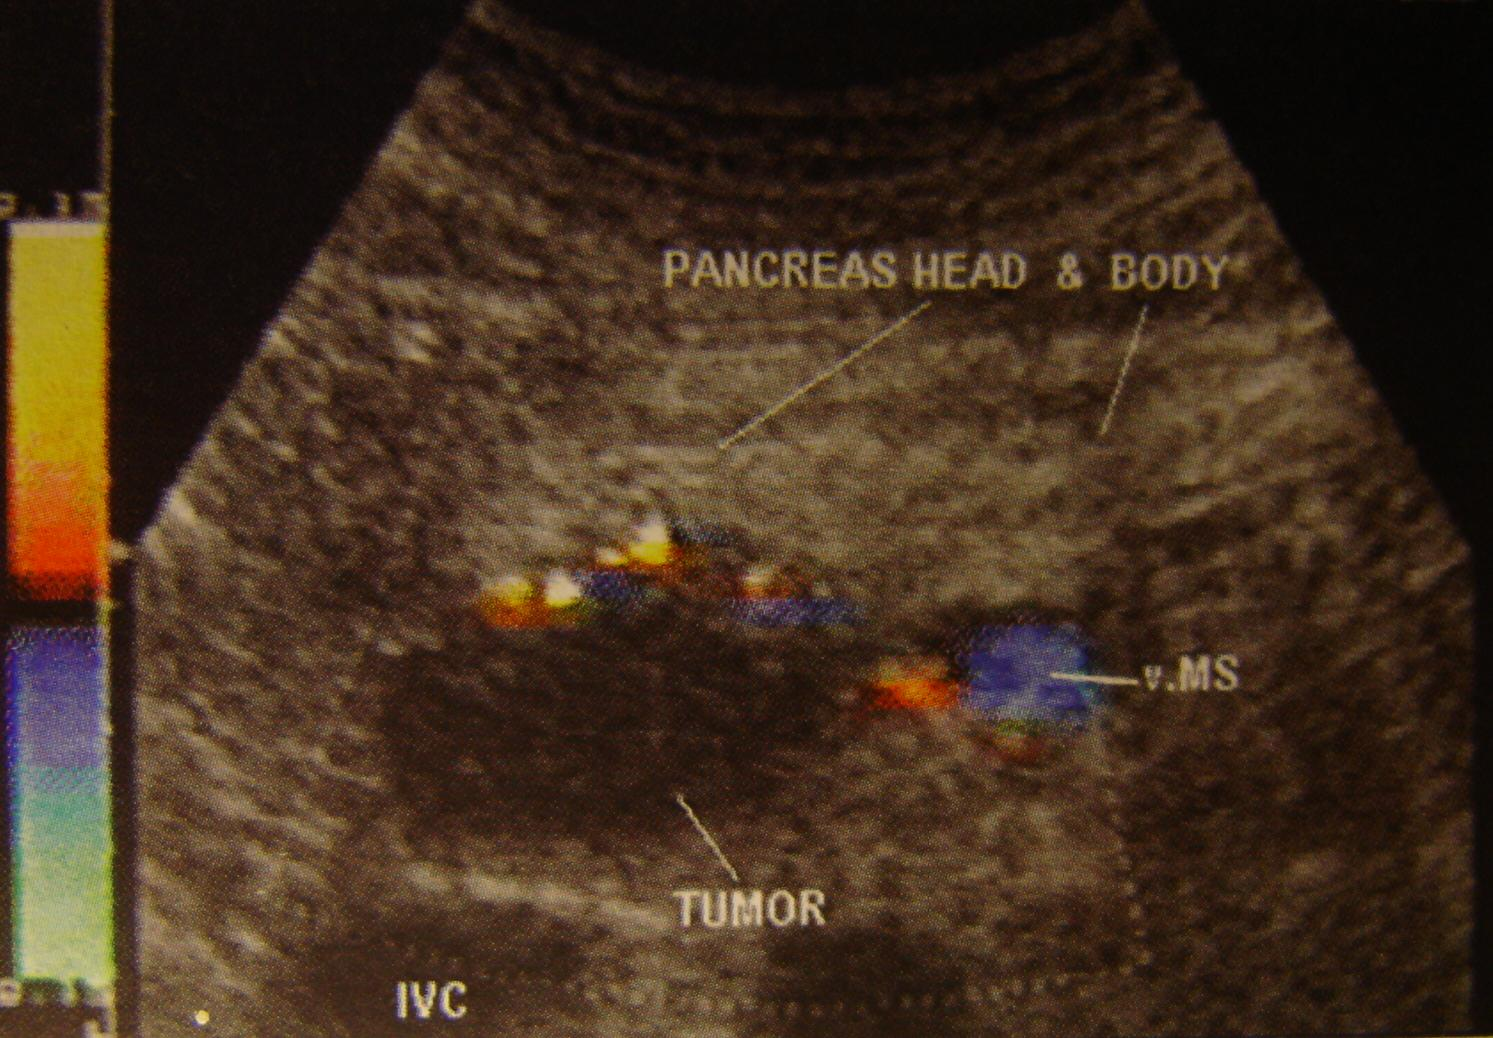 PANCREAS HEAD & BODY
v.MS
TUMOR
IVC